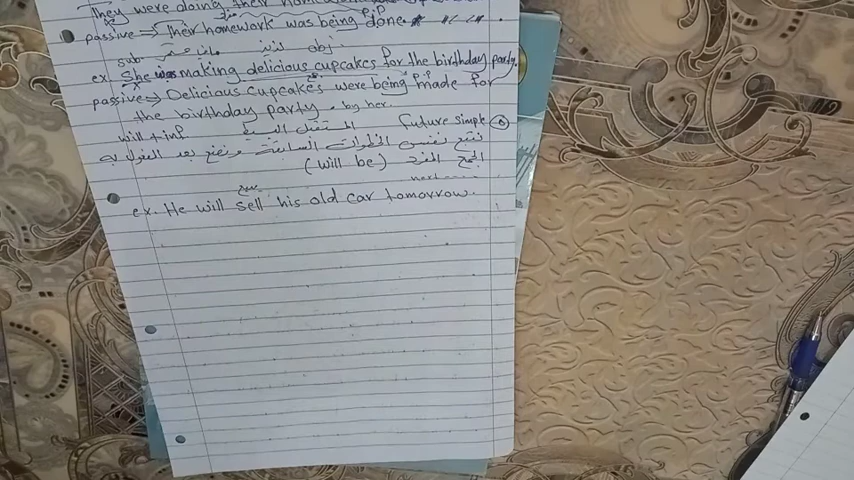 They were doing their homework
passive => Their homework was being done
sub ماضي مستمر obj.
ex. She was making delicious cupcakes for the birthday party.
passive => Delicious cupcakes were being made for
P.P
the birthday party. by her.
will + inf المستقبل البسيط Future simple
نتبع نفس الخطوات السابقة ونضع بعد المفعول به
(will be)
next
يبيع
ex. He will sell his old car tomorrow.